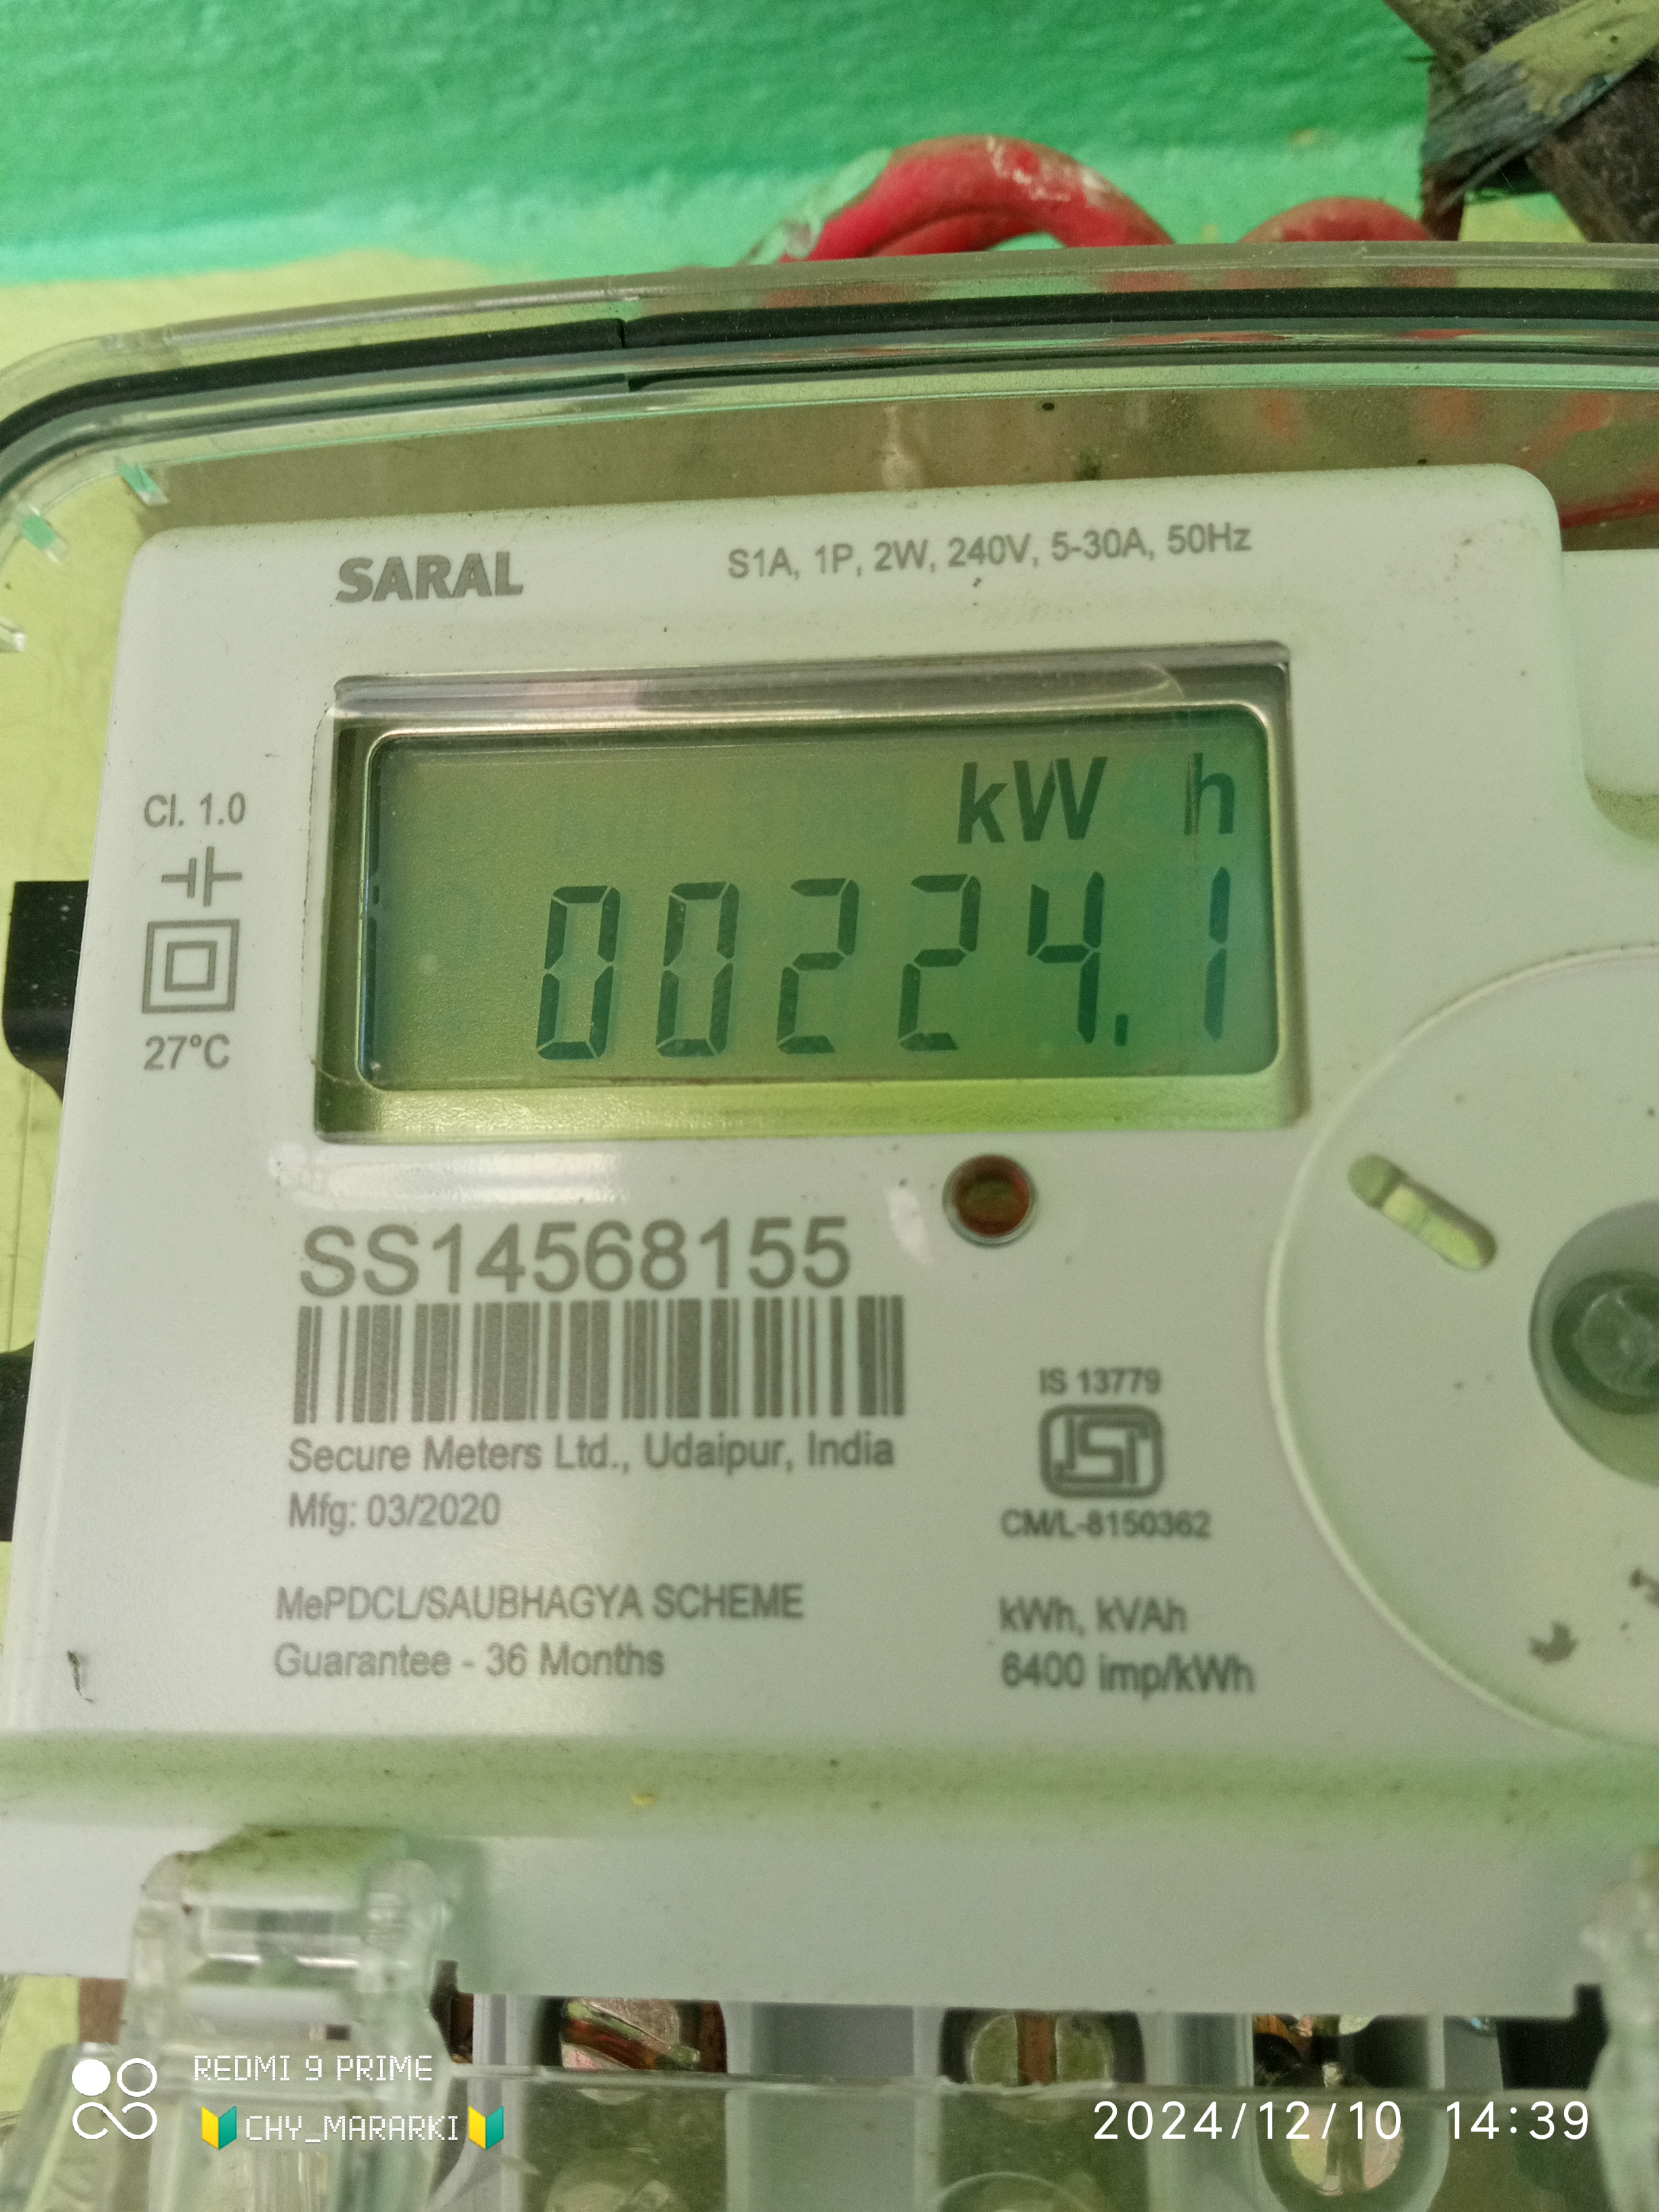 SARAL
S1A, 1P, 2W, 240V, 5-30A, 50Hz
kW h
00224.1
Cl. 1.0
27°C
SS14568155
Secure Meters Ltd., Udaipur, India
Mfg: 03/2020
IS 13779
ISI
CM/L-8150362
MePDCL/SAUBHAGYA SCHEME
Guarantee - 36 Months
kWh, kVAh
6400 imp/kWh
REDMI 9 PRIME
🔰CHY_MARARKI🔰
2024/12/10 14:39